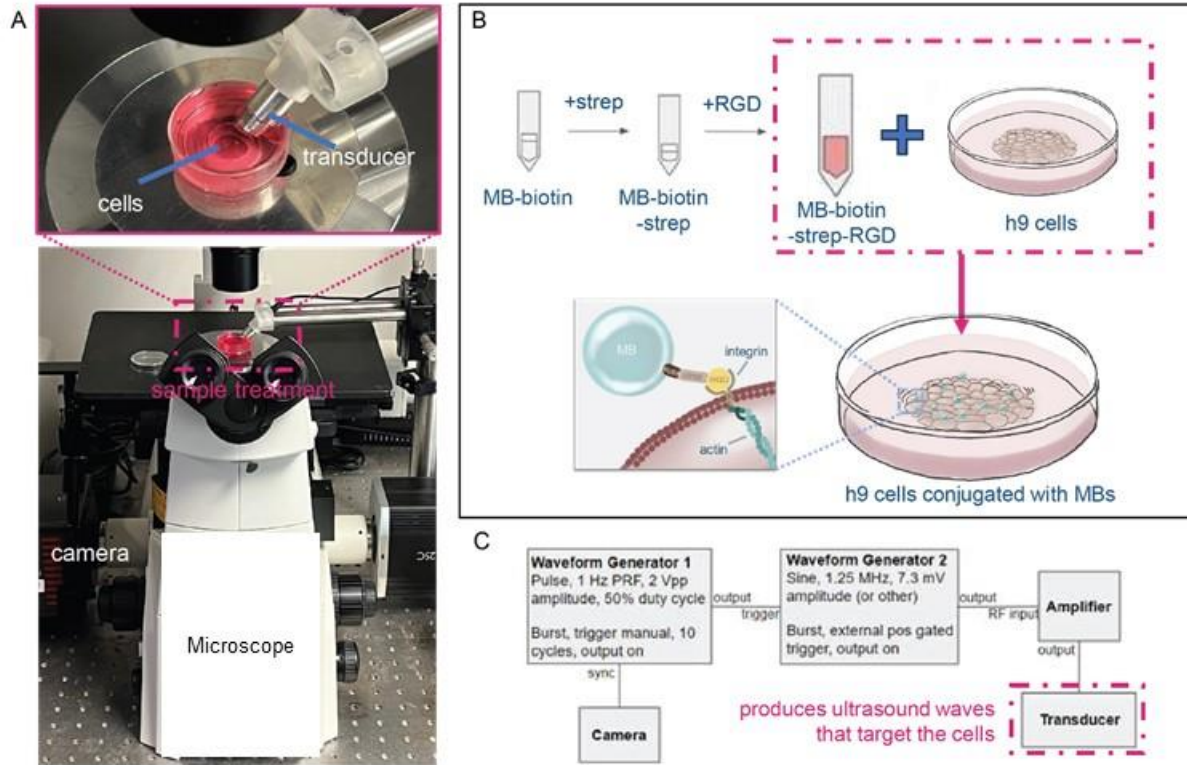 A
transducer
cells
sample treatment
camera
Microscope
B
+strep
+RGD
MB-biotin
MB-biotin
-strep
MB-biotin
-strep-RGD
h9 cells
MB
RGD
integrin
actin
h9 cells conjugated with MBs
C
Waveform Generator 1
Pulse, 1 Hz PRF, 2 Vpp
amplitude, 50% duty cycle
Burst, trigger manual, 10
cycles, output on
output
trigger
Waveform Generator 2
Sine, 1.25 MHz, 7.3 mV
amplitude (or other)
Burst, external pos gated
trigger, output on
output
RF input
Amplifier
output
sync
Camera
produces ultrasound waves
that target the cells
Transducer